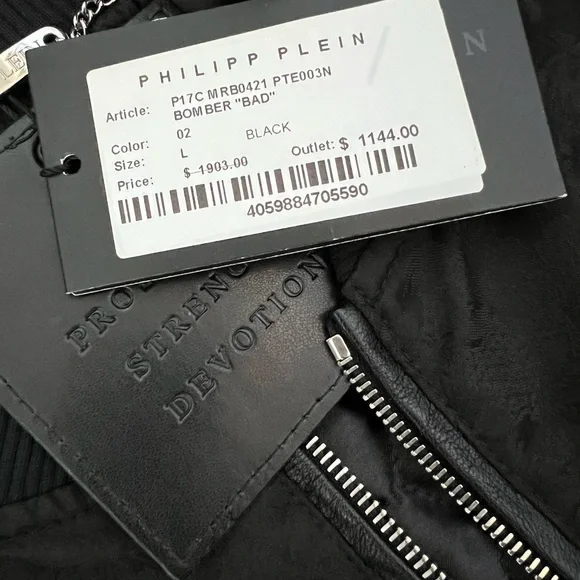 PHILIPP PLEIN
N
Article: P17C MRB0421 PTE003N
BOMBER "BAD"
Color: 02 BLACK
Size: L
Price: $ 1903.00 Outlet: $ 1144.00
4059884705590
STRENG
DEVOTION